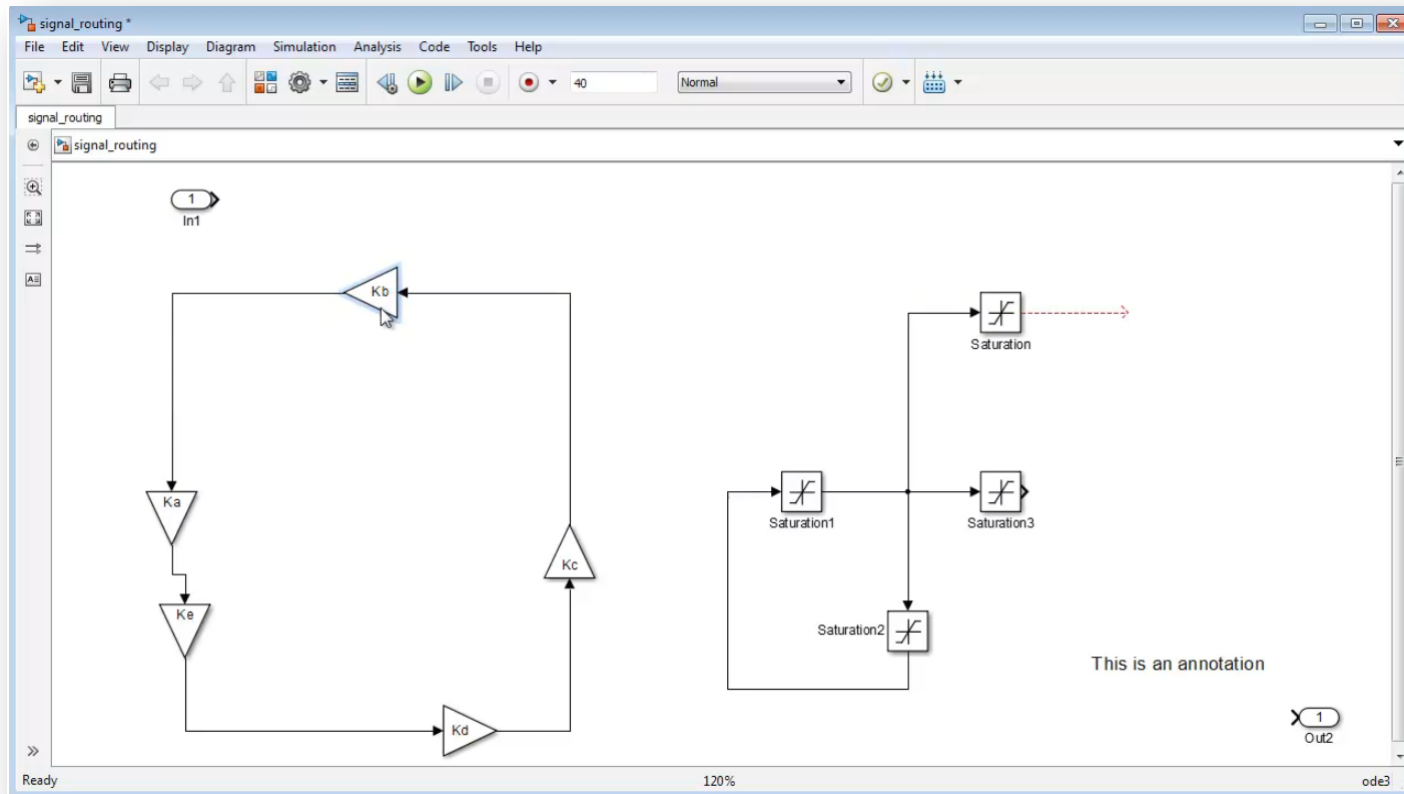 signal_routing *
File Edit View Display Diagram Simulation Analysis Code Tools Help
40 Normal
signal_routing
signal_routing
1
In1
Kb
Saturation
Ka
Saturation1
Saturation3
Kc
Ke
Saturation2
This is an annotation
Kd
1
Out2
Ready 120% ode3